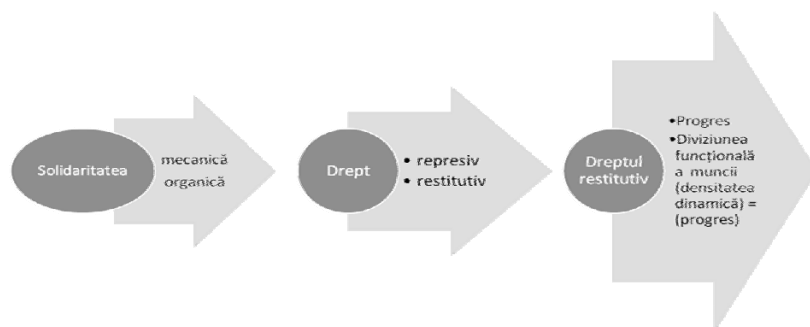 Solidaritatea
mecanică
organică
Drept
• represiv
• restitutiv
Dreptul
restitutiv
•Progres
•Diviziunea
funcțională
a muncii
(densitatea
dinamică) =
(progres)